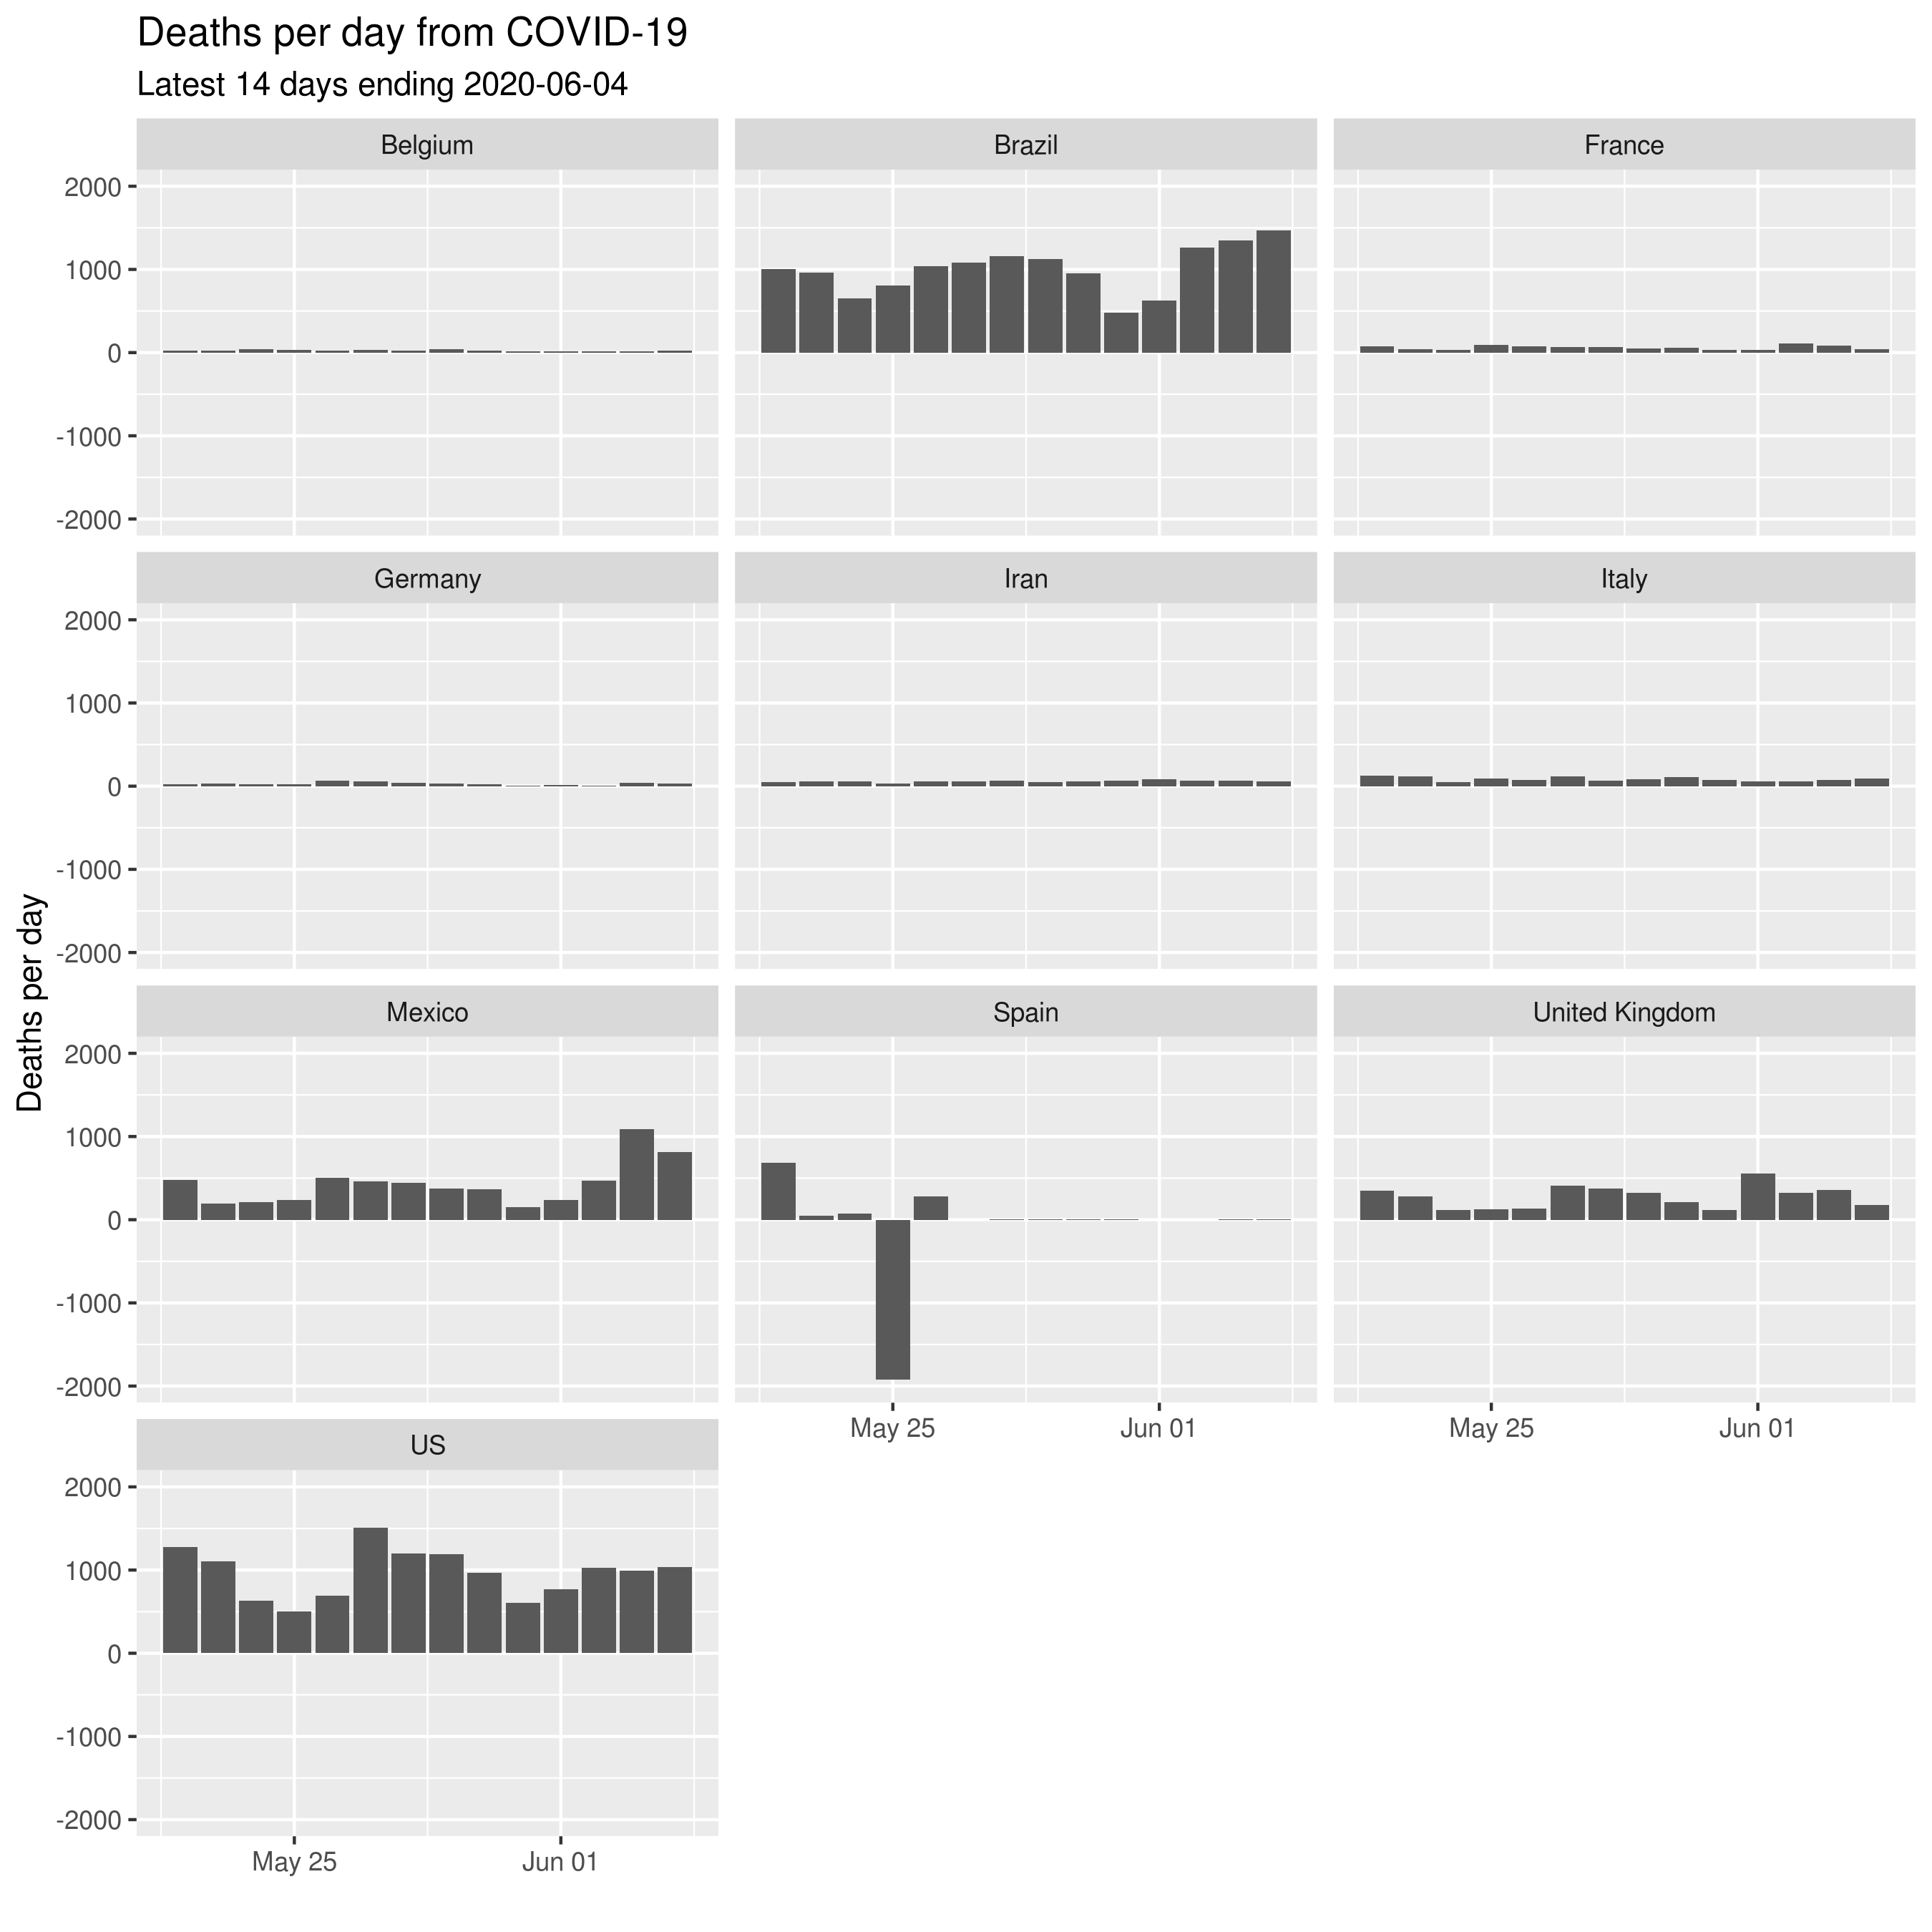 Deaths per day from COVID-19
Latest 14 days ending 2020-06-04
Deaths per day
Belgium
Brazil
France
2000
1000
0
-1000
-2000
Germany
Iran
Italy
2000
1000
0
-1000
-2000
Mexico
Spain
United Kingdom
2000
1000
0
-1000
-2000
May 25
Jun 01
May 25
Jun 01
US
2000
1000
0
-1000
-2000
May 25
Jun 01